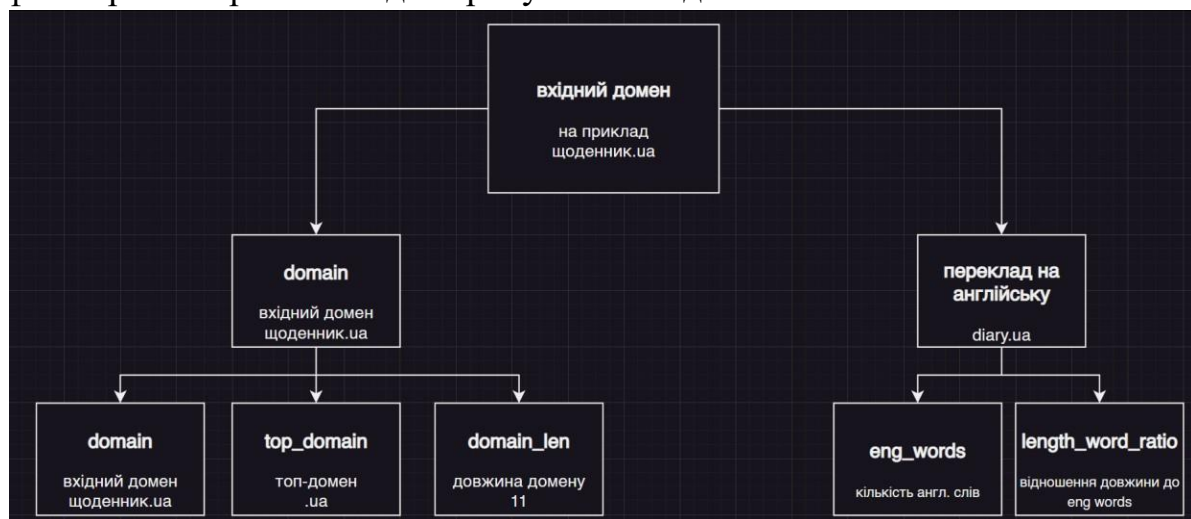 вхідний домен
на приклад
щоденник.ua
domain
вхідний домен
щоденник.ua
переклад на
англійську
diary.ua
domain
вхідний домен
щоденник.ua
top_domain
топ-домен
.ua
domain_len
довжина домену
11
eng_words
кількість англ. слів
length_word_ratio
відношення довжини до
eng words